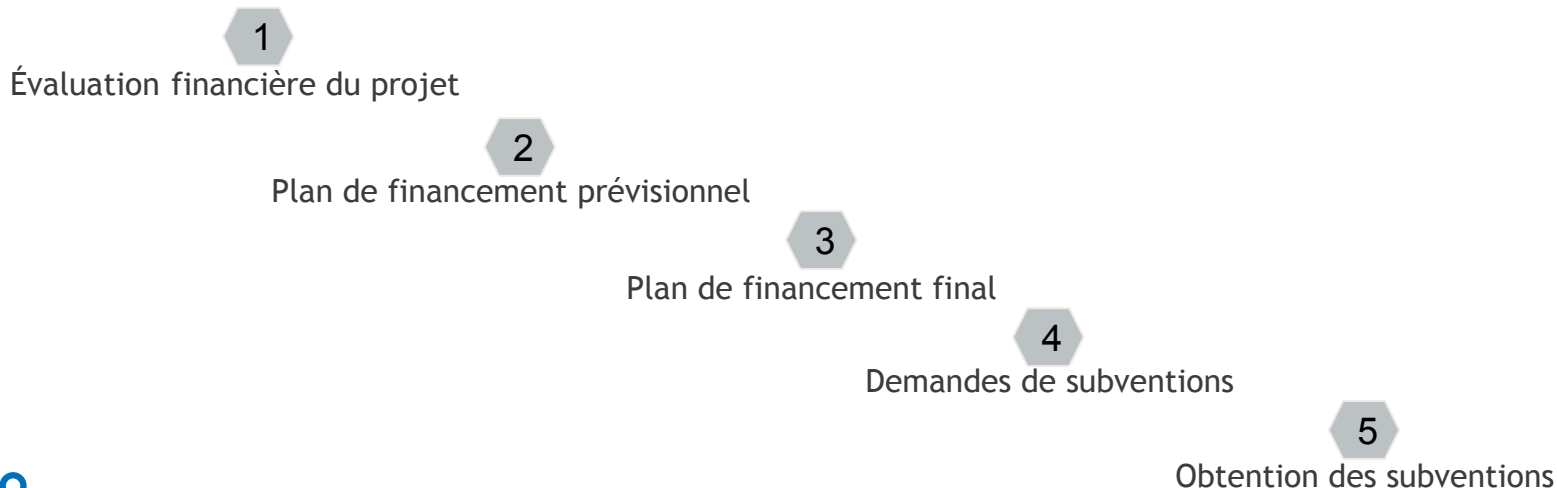 1
Évaluation financière du projet
2
Plan de financement prévisionnel
3
Plan de financement final
4
Demandes de subventions
5
Obtention des subventions